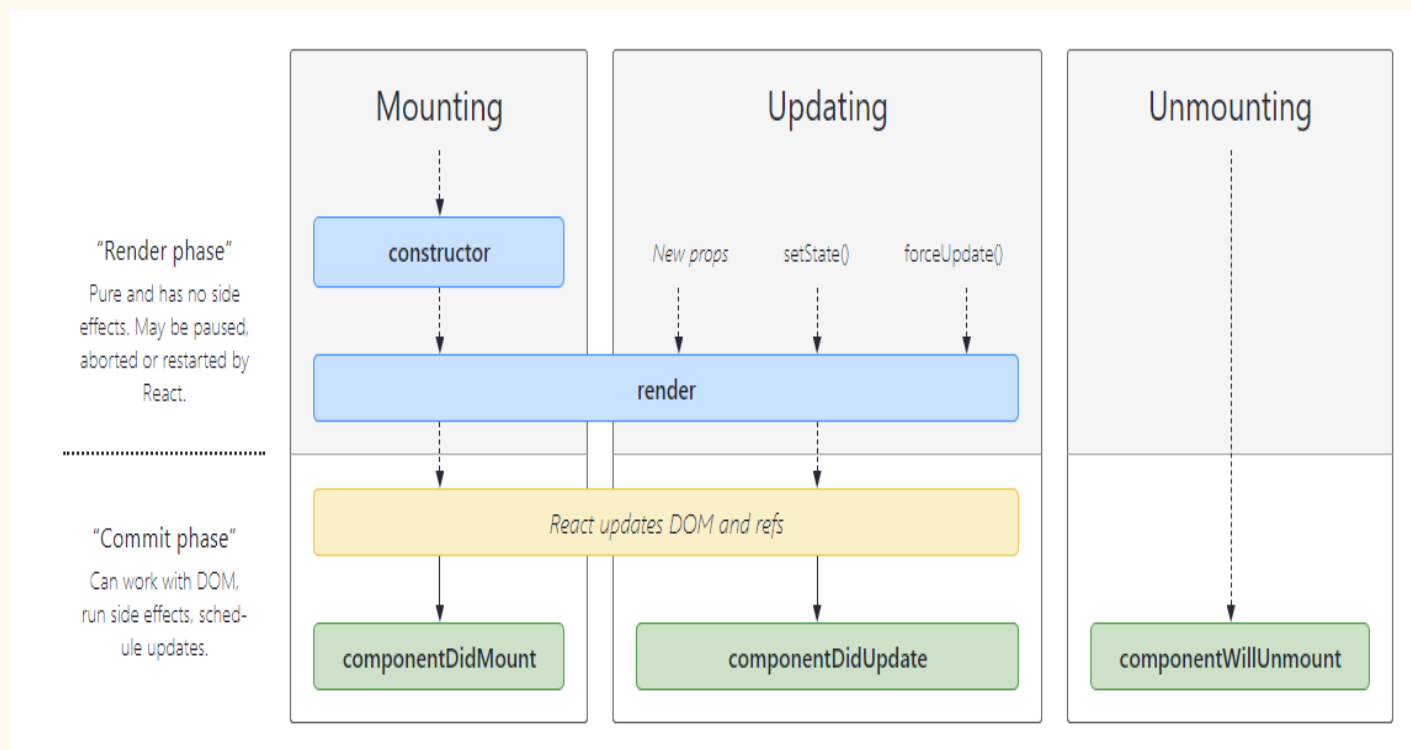 Mounting
Updating
Unmounting
“Render phase”
Pure and has no side
effects. May be paused,
aborted or restarted by
React.
constructor
New props
setState()
forceUpdate()
render
“Commit phase”
Can work with DOM,
run side effects, sched-
ule updates.
React updates DOM and refs
componentDidMount
componentDidUpdate
componentWillUnmount